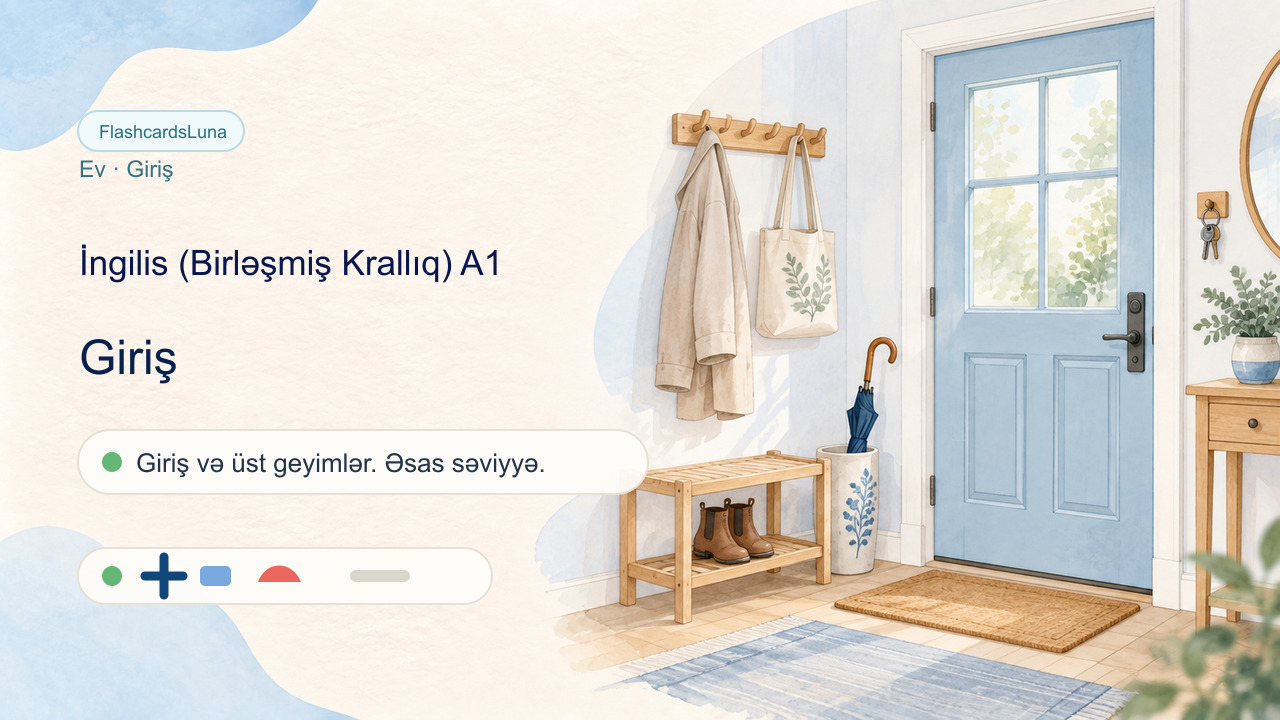 FlashcardsLuna
Ev · Giriş
İngilis (Birləşmiş Krallıq) A1
Giriş
Giriş və üst geyimlər. Əsas səviyyə.